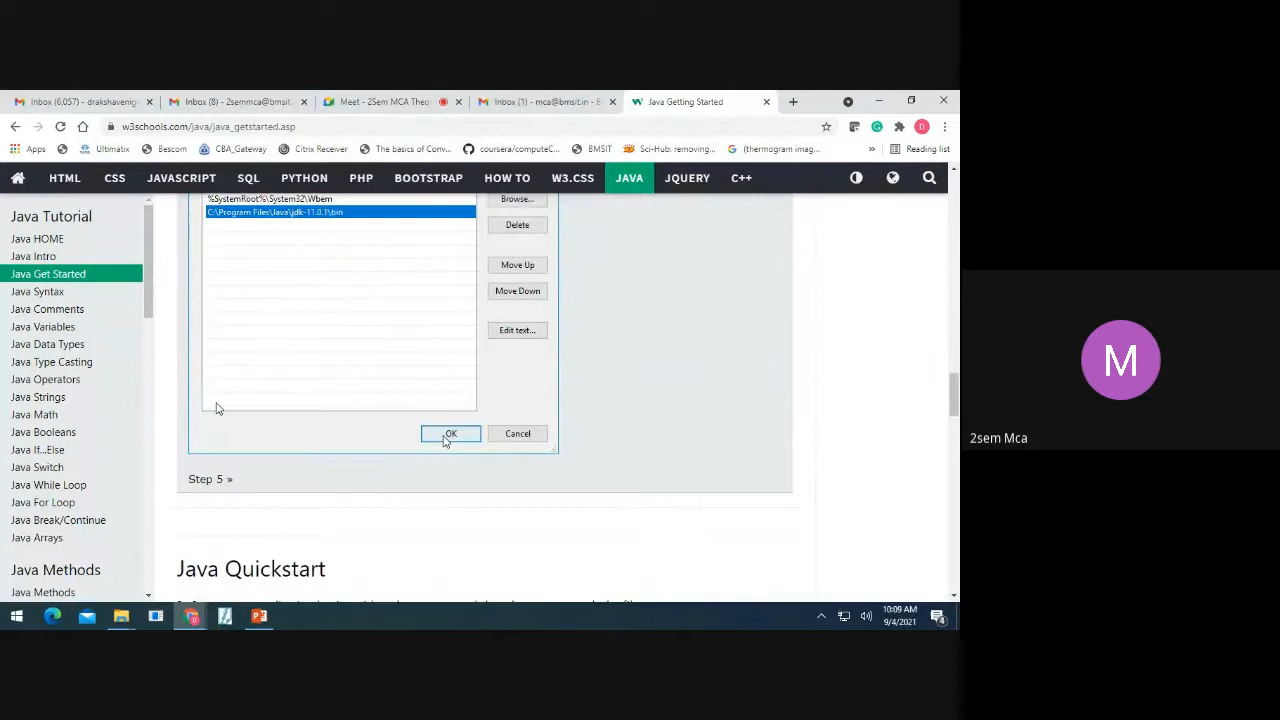 Inbox (6,057) - drakshavenig
Inbox (8) - 2semmca@bmsit.
Meet - 2Sem MCA Theo
Inbox (1) - mca@bmsit.in - B
Java Getting Started
w3schools.com/java/java_getstarted.asp
D
Apps
Ultimatix
Bescom
CBA_Gateway
Citrix Receiver
The basics of Conv...
coursera/computeC...
BMSIT
Sci-Hub: removing...
(thermogram imag...
»
Reading list
HTML
CSS
JAVASCRIPT
SQL
PYTHON
PHP
BOOTSTRAP
HOW TO
W3.CSS
JAVA
JQUERY
C++
Java Tutorial
Java HOME
Java Intro
Java Get Started
Java Syntax
Java Comments
Java Variables
Java Data Types
Java Type Casting
Java Operators
Java Strings
Java Math
Java Booleans
Java If...Else
Java Switch
Java While Loop
Java For Loop
Java Break/Continue
Java Arrays
Java Methods
Java Methods
%SystemRoot%\System32\Wbem
C:\Program Files\Java\jdk-11.0.1\bin
Browse...
Delete
Move Up
Move Down
Edit text...
OK
Cancel
Step 5 »
Java Quickstart
M
2sem Mca
10:09 AM
9/4/2021
4